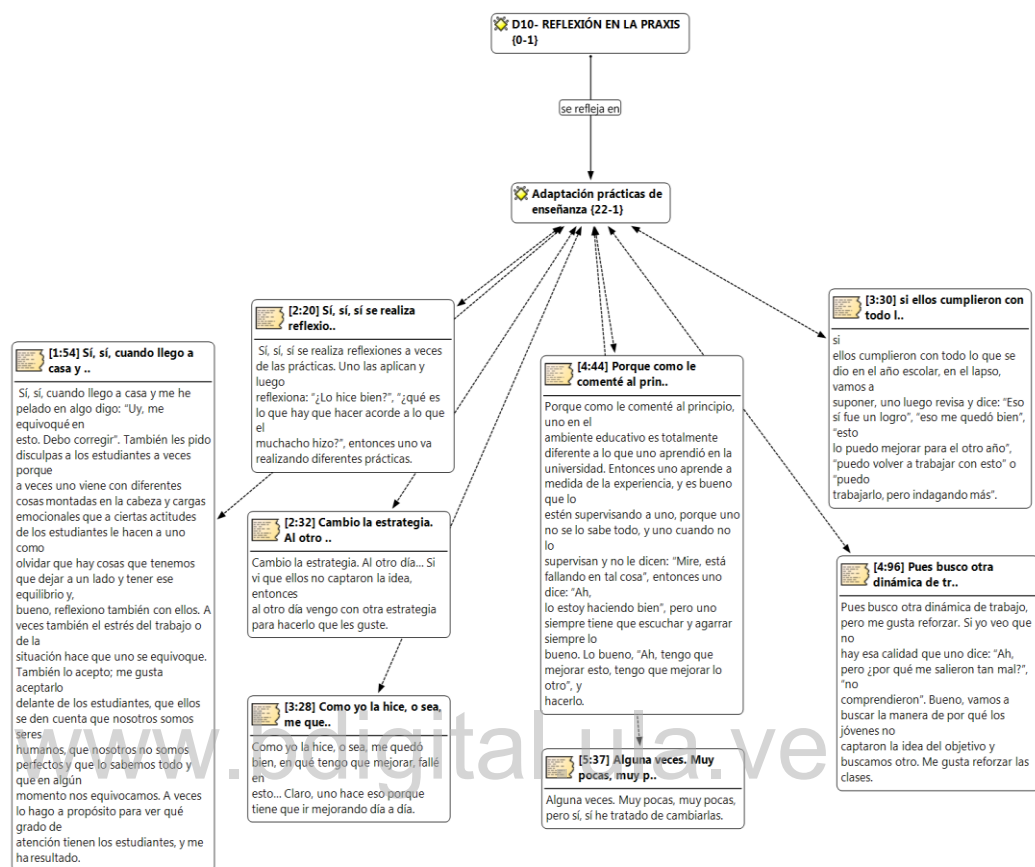 D10- REFLEXIÓN EN LA PRAXIS
{0-1}
se refleja en
Adaptación prácticas de
enseñanza {22-1}
[1:54] Sí, sí, cuando llego a
casa y ..
Sí, sí, cuando llego a casa y me he
pelado en algo digo: “Uy, me
equivoqué en
esto. Debo corregir”. También les pido
disculpas a los estudiantes a veces
porque
a veces uno viene con diferentes
cosas montadas en la cabeza y cargas
emocionales que a ciertas actitudes
de los estudiantes le hacen a uno
como
olvidar que hay cosas que tenemos
que dejar a un lado y tener ese
equilibrio y,
bueno, reflexiono también con ellos. A
veces también el estrés del trabajo o
de la
situación hace que uno se equivoque.
También lo acepto; me gusta
aceptarlo
delante de los estudiantes, que ellos
se den cuenta que nosotros somos
seres
humanos, que nosotros no somos
perfectos y que lo sabemos todo y
que en algún
momento nos equivocamos. A veces
lo hago a propósito para ver qué
grado de
atención tienen los estudiantes, y me
ha resultado.
[2:20] Sí, sí, sí se realiza
reflexio..
Sí, sí, sí se realiza reflexiones a veces
de las prácticas. Uno las aplican y
luego
reflexiona: “¿Lo hice bien?”, “¿qué es
lo que hay que hacer acorde a lo que
el
muchacho hizo?”, entonces uno va
realizando diferentes prácticas.
[2:32] Cambio la estrategia.
Al otro ..
Cambio la estrategia. Al otro día... Si
vi que ellos no captaron la idea,
entonces
al otro día vengo con otra estrategia
para hacerlo que les guste.
[3:28] Como yo la hice, o sea,
me que..
Como yo la hice, o sea, me quedó
bien, en qué tengo que mejorar, fallé
en
esto... Claro, uno hace eso porque
tiene que ir mejorando día a día.
[4:44] Porque como le
comenté al prin..
Porque como le comenté al principio,
uno en el
ambiente educativo es totalmente
diferente a lo que uno aprendió en la
universidad. Entonces uno aprende a
medida de la experiencia, y es bueno
que lo
estén supervisando a uno, porque uno
no se lo sabe todo, y uno cuando no
lo
supervisan y no le dicen: “Mire, está
fallando en tal cosa”, entonces uno
dice: “Ah,
lo estoy haciendo bien”, pero uno
siempre tiene que escuchar y agarrar
siempre lo
bueno. Lo bueno, “Ah, tengo que
mejorar esto, tengo que mejorar lo
otro”, y
hacerlo.
[5:37] Alguna veces. Muy
pocas, muy p..
Alguna veces. Muy pocas, muy pocas,
pero sí, sí he tratado de cambiarlas.
[3:30] si ellos cumplieron con
todo l..
si
ellos cumplieron con todo lo que se
dio en el año escolar, en el lapso,
vamos a
suponer, uno luego revisa y dice: “Eso
sí fue un logro”, “eso me quedó bien”,
“esto
lo puedo mejorar para el otro año”,
“puedo volver a trabajar con esto” o
“puedo
trabajarlo, pero indagando más”.
[4:96] Pues busco otra
dinámica de tr..
Pues busco otra dinámica de trabajo,
pero me gusta reforzar. Si yo veo que
no
hay esa calidad que uno dice: “Ah,
pero ¿por qué me salieron tan mal?”,
“no
comprendieron”. Bueno, vamos a
buscar la manera de por qué los
jóvenes no
captaron la idea del objetivo y
buscamos otro. Me gusta reforzar las
clases.
www.bdigital.ula.ve